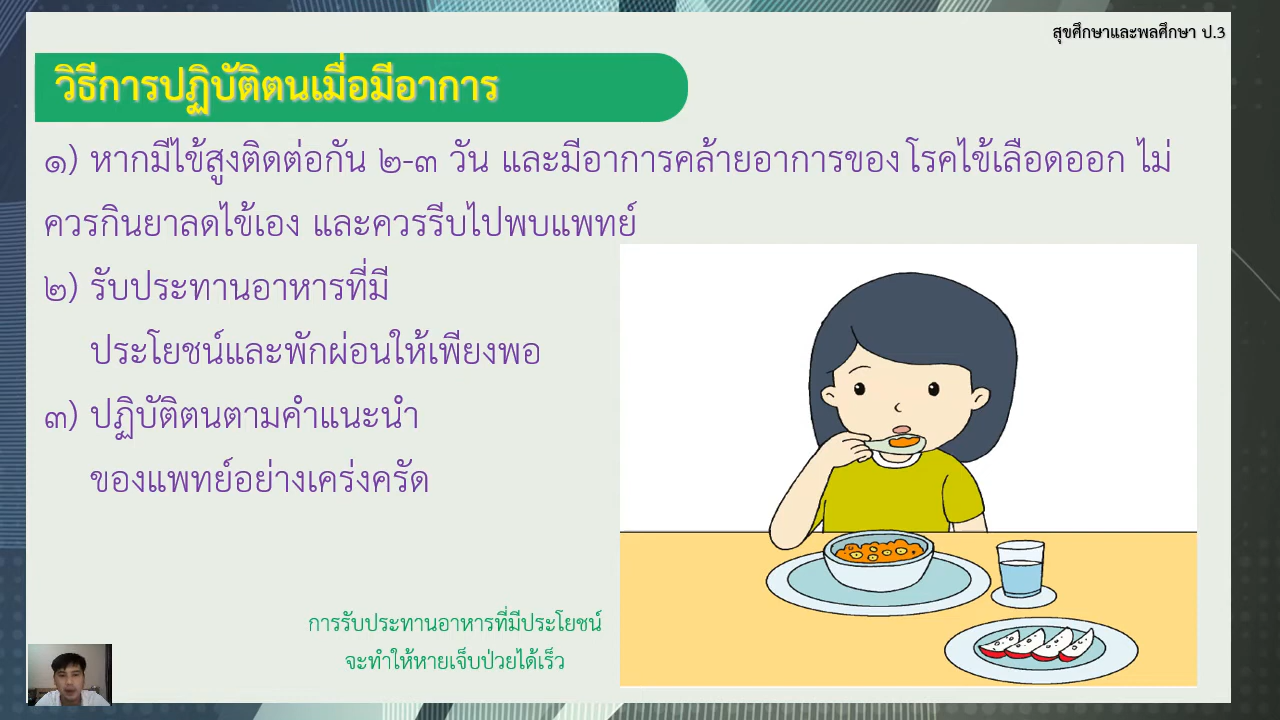 สุขศึกษาและพลศึกษา ป.3
วิธีการปฏิบัติตนเมื่อมีอาการ
๑) หากมีไข้สูงติดต่อกัน ๒-๓ วัน และมีอาการคล้ายอาการของโรคไข้เลือดออก ไม่
ควรกินยาลดไข้เอง และควรรีบไปพบแพทย์
๒) รับประทานอาหารที่มี
ประโยชน์และพักผ่อนให้เพียงพอ
๓) ปฏิบัติตนตามคำแนะนำ
ของแพทย์อย่างเคร่งครัด
การรับประทานอาหารที่มีประโยชน์
จะทำให้หายเจ็บป่วยได้เร็ว